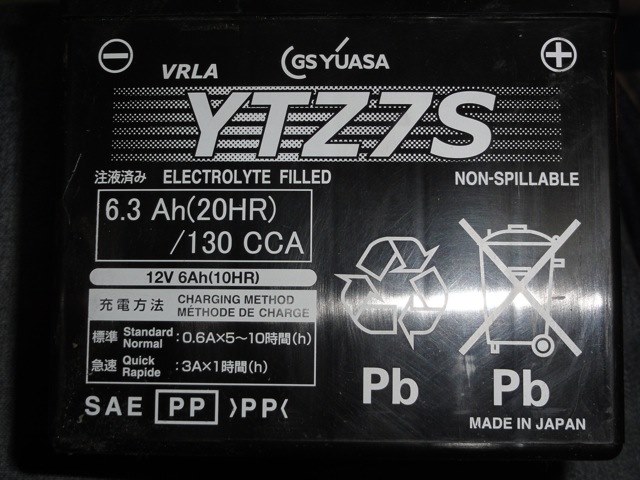 ⊖ VRLA GS YUASA ⊕
YTZ7S
注液済み ELECTROLYTE FILLED NON-SPILLABLE
6.3 Ah(20HR)
/130 CCA
12V 6Ah(10HR)
充電方法 CHARGING METHOD
MÉTHODE DE CHARGE
標準 Standard Normal : 0.6A×5～10時間(h)
急速 Quick Rapide : 3A×1時間(h)
Pb Pb
SAE PP >PP<
MADE IN JAPAN